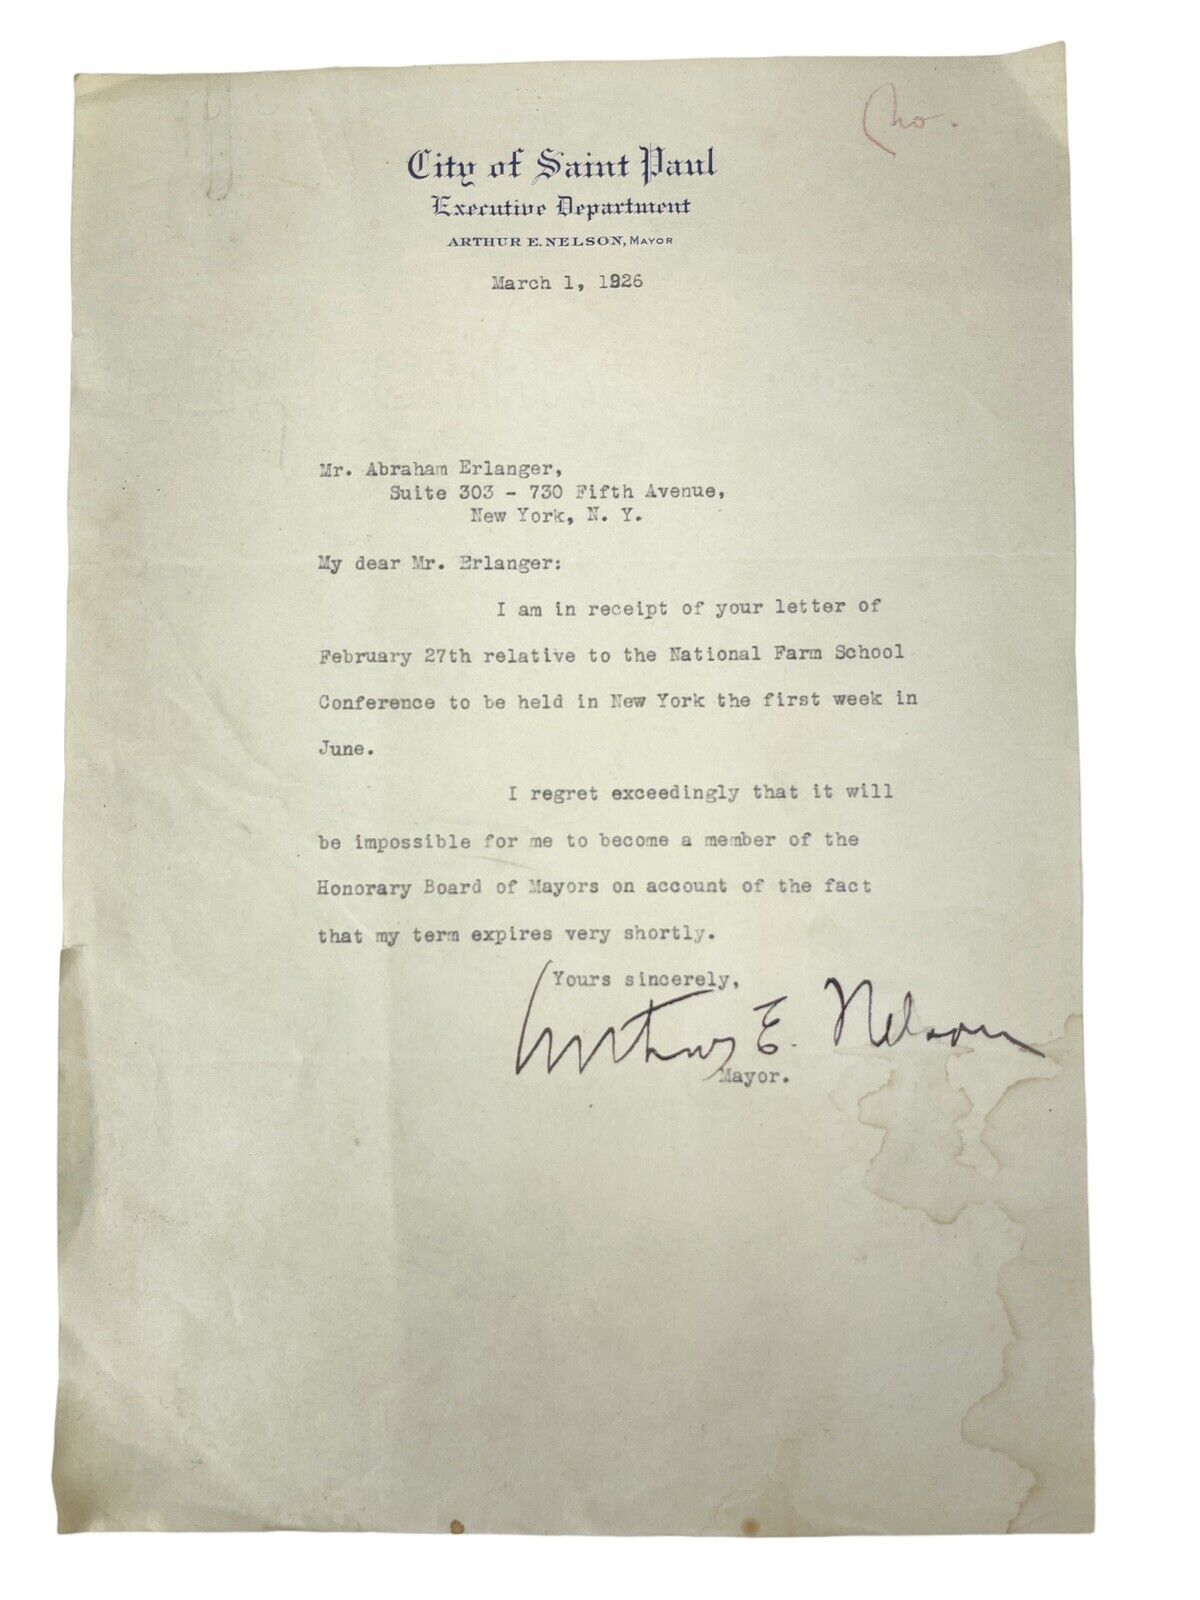 no.
City of Saint Paul
Executive Department
ARTHUR E. NELSON, MAYOR
March 1, 1926
Mr. Abraham Erlanger,
Suite 303 - 730 Fifth Avenue,
New York, N. Y.
My dear Mr. Erlanger:
I am in receipt of your letter of
February 27th relative to the National Farm School
Conference to be held in New York the first week in
June.
I regret exceedingly that it will
be impossible for me to become a member of the
Honorary Board of Mayors on account of the fact
that my term expires very shortly.
Yours sincerely,
Arthur E. Nelson
Mayor.